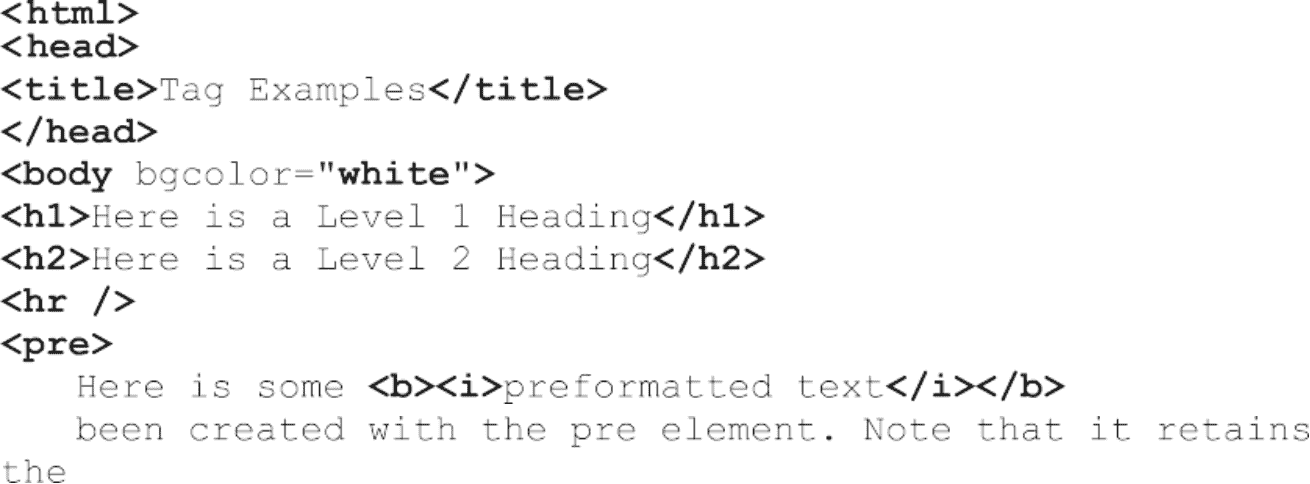 <html>
<head>
<title>Tag Examples</title>
</head>
<body bgcolor="white">
<h1>Here is a Level 1 Heading</h1>
<h2>Here is a Level 2 Heading</h2>
<hr />
<pre>
    Here is some <b><i>preformatted text</i></b>
    been created with the pre element. Note that it retains
the